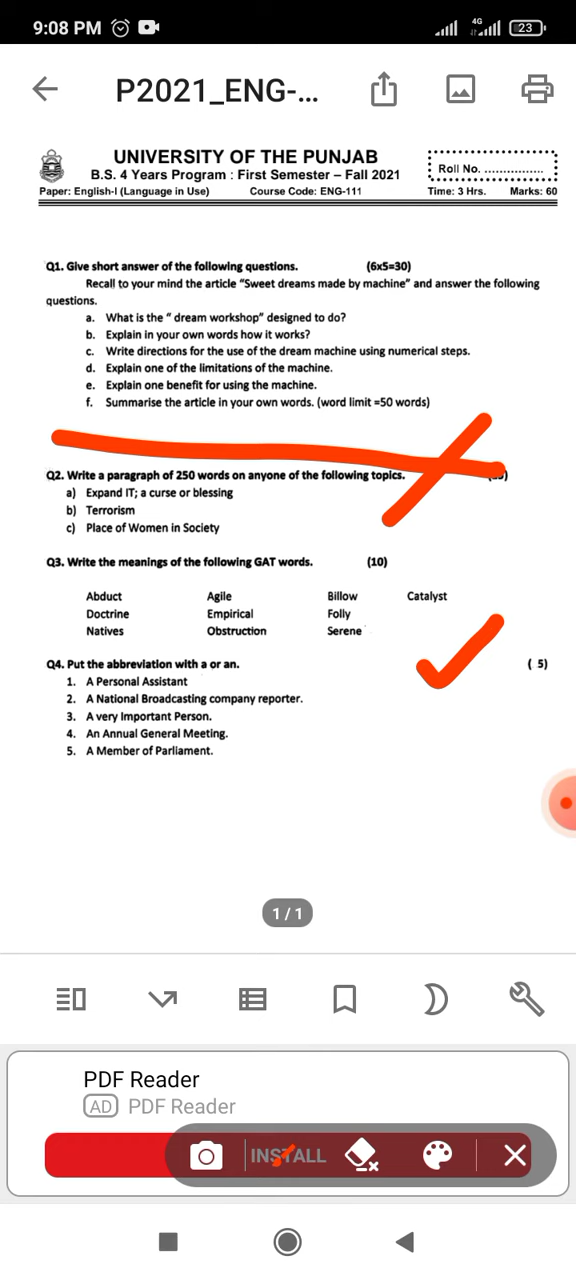 9:08 PM
4G
23
P2021_ENG-...
UNIVERSITY OF THE PUNJAB
B.S. 4 Years Program : First Semester – Fall 2021
Roll No. ................
Paper: English-I (Language in Use) Course Code: ENG-111 Time: 3 Hrs. Marks: 60
Q1. Give short answer of the following questions. (6x5=30)
Recall to your mind the article “Sweet dreams made by machine” and answer the following
questions.
a. What is the “ dream workshop” designed to do?
b. Explain in your own words how it works?
c. Write directions for the use of the dream machine using numerical steps.
d. Explain one of the limitations of the machine.
e. Explain one benefit for using the machine.
f. Summarise the article in your own words. (word limit =50 words)
Q2. Write a paragraph of 250 words on anyone of the following topics.
a) Expand IT; a curse or blessing
b) Terrorism
c) Place of Women in Society
Q3. Write the meanings of the following GAT words. (10)
Abduct Agile Billow Catalyst
Doctrine Empirical Folly
Natives Obstruction Serene
Q4. Put the abbreviation with a or an. ( 5)
1. A Personal Assistant
2. A National Broadcasting company reporter.
3. A very Important Person.
4. An Annual General Meeting.
5. A Member of Parliament.
1 / 1
PDF Reader
AD PDF Reader
INSTALL